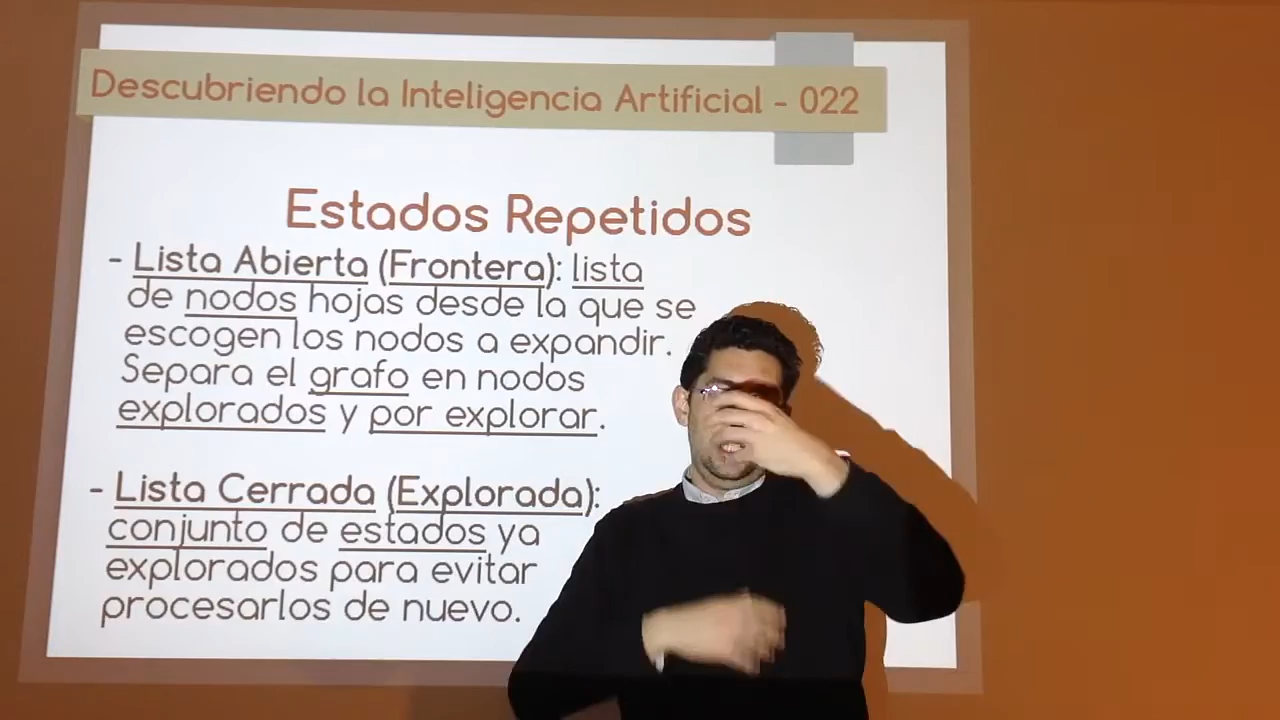 Descubriendo la Inteligencia Artificial - 022
Estados Repetidos
- Lista Abierta (Frontera): lista
de nodos hojas desde la que se
escogen los nodos a expandir.
Separa el grafo en nodos
explorados y por explorar.
- Lista Cerrada (Explorada):
conjunto de estados ya
explorados para evitar
procesarlos de nuevo.